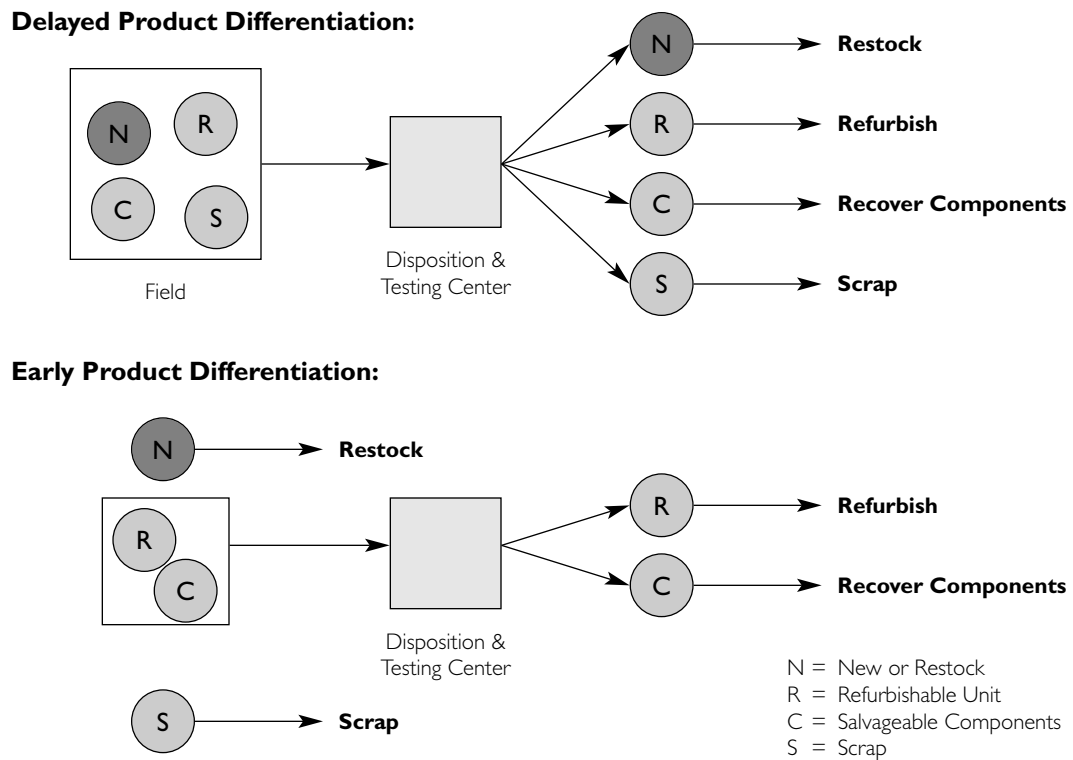 Delayed Product Differentiation:
N
Restock
N
R
R
Refurbish
C
S
C
Recover Components
Disposition &
Testing Center
Field
S
Scrap
Early Product Differentiation:
N
Restock
R
C
R
Refurbish
C
Recover Components
Disposition &
Testing Center
S
Scrap
N = New or Restock
R = Refurbishable Unit
C = Salvageable Components
S = Scrap